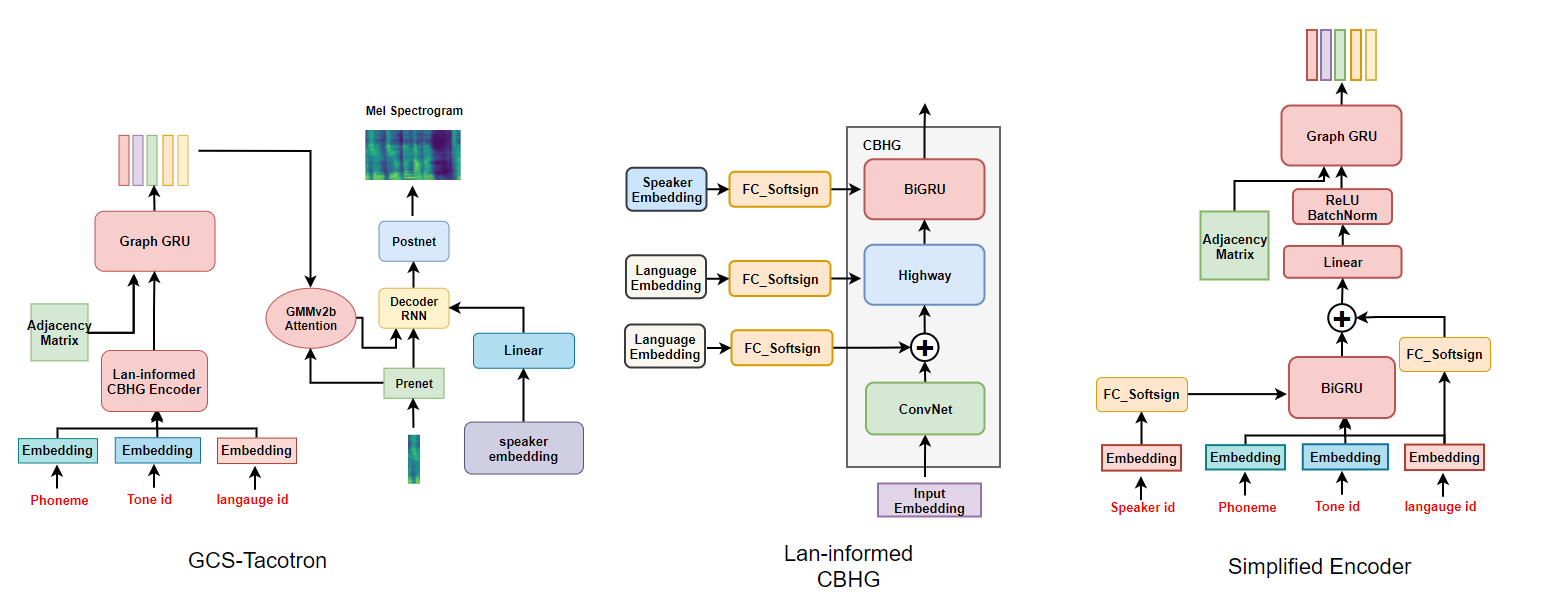 Mel Spectrogram
Graph GRU
Postnet
GMMv2b
Attention
Decoder
RNN
Adjacency
Matrix
Linear
Lan-informed
CBHG Encoder
Prenet
speaker
embedding
Embedding
Embedding
Embedding
Phoneme
Tone id
langauge id
GCS-Tacotron
CBHG
Speaker
Embedding
FC_Softsign
BiGRU
Language
Embedding
FC_Softsign
Highway
Language
Embedding
FC_Softsign
+
ConvNet
Input
Embedding
Lan-informed
CBHG
Graph GRU
ReLU
BatchNorm
Adjacency
Matrix
Linear
+
FC_Softsign
FC_Softsign
BiGRU
Embedding
Embedding
Embedding
Embedding
Speaker id
Phoneme
Tone id
langauge id
Simplified Encoder